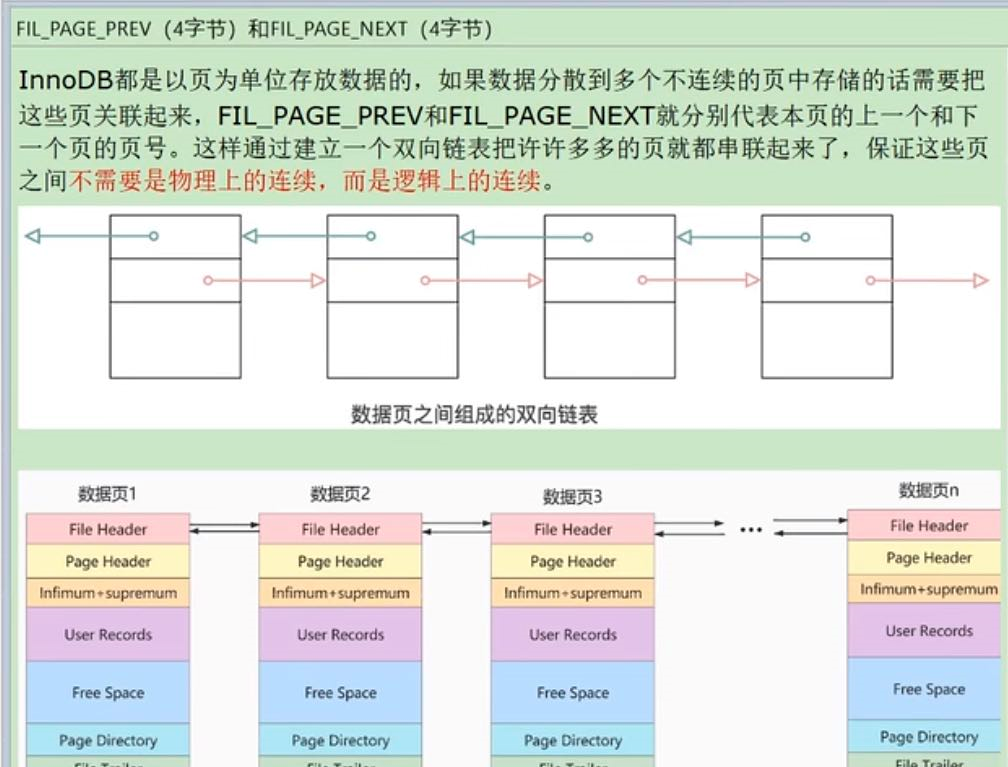 FIL_PAGE_PREV（4字节）和FIL_PAGE_NEXT（4字节）
InnoDB都是以页为单位存放数据的，如果数据分散到多个不连续的页中存储的话需要把
这些页关联起来，FIL_PAGE_PREV和FIL_PAGE_NEXT就分别代表本页的上一个和下
一个页的页号。这样通过建立一个双向链表把许许多多的页就都串联起来了，保证这些页
之间不需要是物理上的连续，而是逻辑上的连续。
数据页之间组成的双向链表
数据页1 数据页2 数据页3 数据页n
File Header File Header File Header ... File Header
Page Header Page Header Page Header Page Header
Infimum+supremum Infimum+supremum Infimum+supremum Infimum+supremum
User Records User Records User Records User Records
Free Space Free Space Free Space Free Space
Page Directory Page Directory Page Directory Page Directory
File Trailer File Trailer File Trailer File Trailer